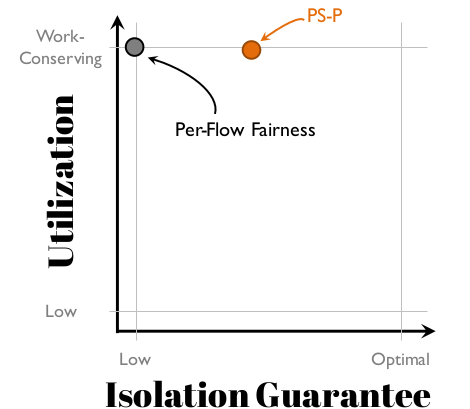 PS-P
Work-
Conserving
Per-Flow Fairness
Utilization
Low
Low
Optimal
Isolation Guarantee